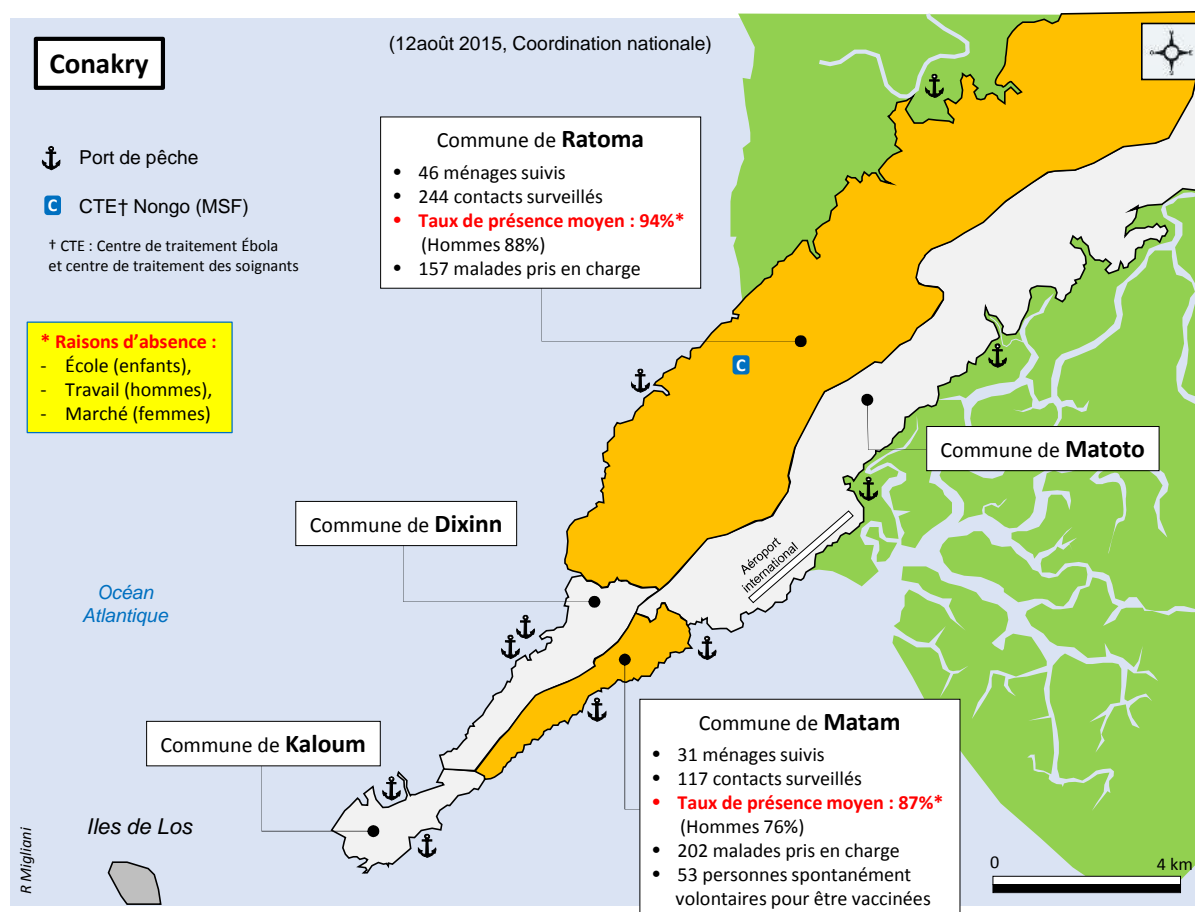 Conakry
(12août 2015, Coordination nationale)
Port de pêche
C CTE† Nongo (MSF)
† CTE : Centre de traitement Ébola
et centre de traitement des soignants
* Raisons d'absence :
- École (enfants),
- Travail (hommes),
- Marché (femmes)
Commune de Ratoma
• 46 ménages suivis
• 244 contacts surveillés
• Taux de présence moyen : 94%*
(Hommes 88%)
• 157 malades pris en charge
C
Commune de Matoto
Commune de Dixinn
Aéroport
international
Océan
Atlantique
Commune de Kaloum
Commune de Matam
• 31 ménages suivis
• 117 contacts surveillés
• Taux de présence moyen : 87%*
(Hommes 76%)
• 202 malades pris en charge
• 53 personnes spontanément
volontaires pour être vaccinées
Iles de Los
R Migliani
0 4 km